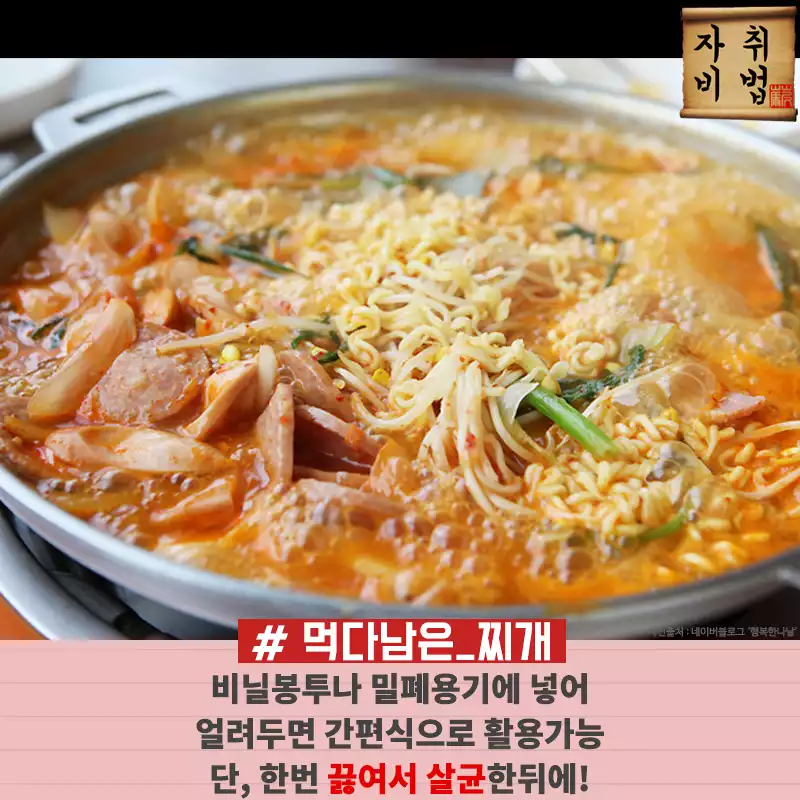 자취
비법
# 먹다남은_찌개
비닐봉투나 밀폐용기에 넣어
얼려두면 간편식으로 활용가능
단, 한번 끓여서 살균한뒤에!